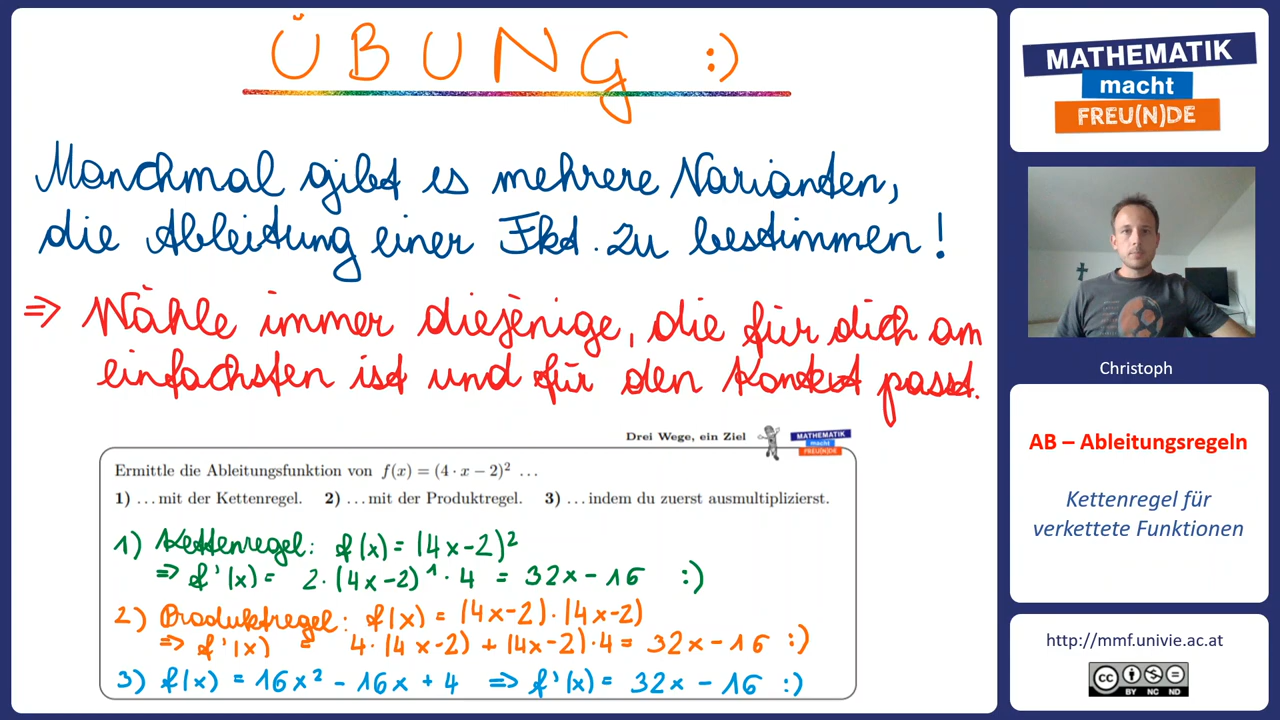 ÜBUNG :)
Manchmal gibt es mehrere Varianten,
die Ableitung einer Fkt. zu bestimmen!
⇒ Wähle immer diejenige, die für dich am
einfachsten ist und für den Kontext passt.
Drei Wege, ein Ziel
MATHEMATIK
macht
FREU(N)DE
Ermittle die Ableitungsfunktion von f(x) = (4 · x − 2)² …
1) …mit der Kettenregel. 2) …mit der Produktregel. 3) …indem du zuerst ausmultiplizierst.
1) Kettenregel: f(x) = (4x-2)²
⇒ f'(x) = 2·(4x-2)¹·4 = 32x-16 :)
2) Produktregel: f(x) = (4x-2)·(4x-2)
⇒ f'(x) = 4·(4x-2) + (4x-2)·4 = 32x-16 :)
3) f(x) = 16x² - 16x + 4 ⇒ f'(x) = 32x - 16 :)
MATHEMATIK
macht
FREU(N)DE
Christoph
AB – Ableitungsregeln
Kettenregel für
verkettete Funktionen
http://mmf.univie.ac.at
cc
BY NC ND